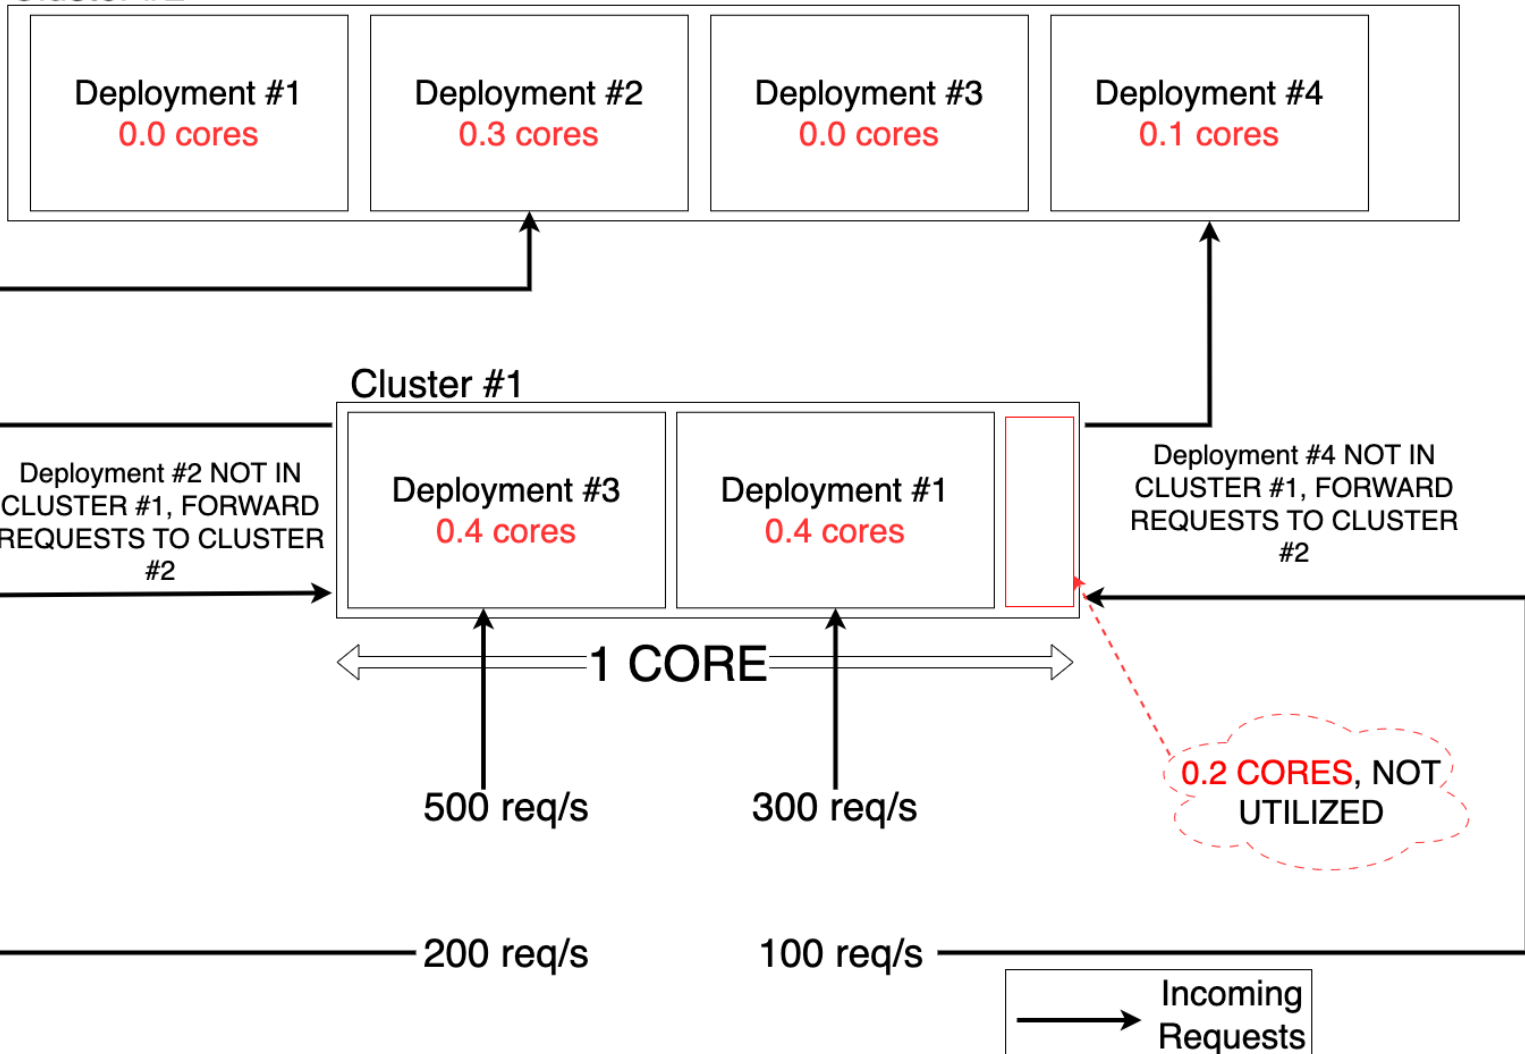 Deployment #1
0.0 cores
Deployment #2
0.3 cores
Deployment #3
0.0 cores
Deployment #4
0.1 cores
Cluster #1
Deployment #2 NOT IN
CLUSTER #1, FORWARD
REQUESTS TO CLUSTER
#2
Deployment #3
0.4 cores
Deployment #1
0.4 cores
Deployment #4 NOT IN
CLUSTER #1, FORWARD
REQUESTS TO CLUSTER
#2
1 CORE
500 req/s
300 req/s
0.2 CORES, NOT
UTILIZED
200 req/s
100 req/s
Incoming
Requests